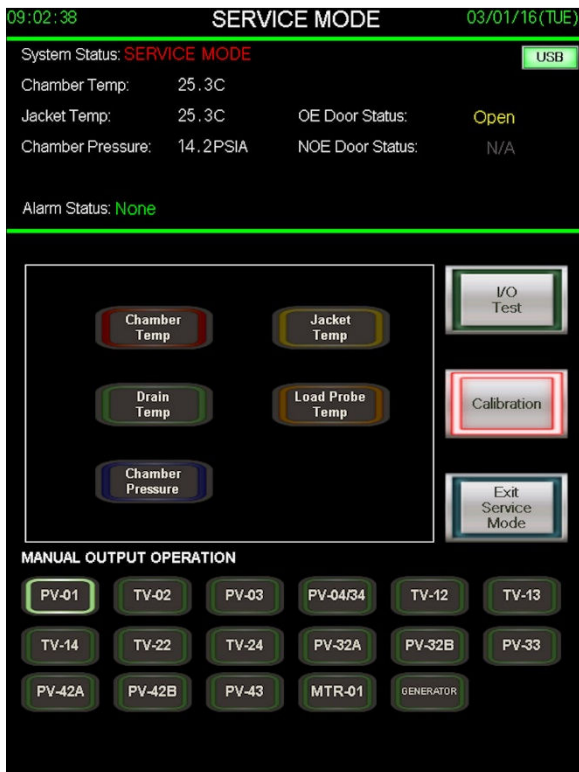 09:02:38 SERVICE MODE 03/01/16(TUE)
System Status: SERVICE MODE USB
Chamber Temp: 25.3C
Jacket Temp: 25.3C OE Door Status: Open
Chamber Pressure: 14.2PSIA NOE Door Status: N/A
Alarm Status: None
I/O
Test
Chamber
Temp
Jacket
Temp
Drain
Temp
Load Probe
Temp
Calibration
Chamber
Pressure
Exit
Service
Mode
MANUAL OUTPUT OPERATION
PV-01 TV-02 PV-03 PV-04/34 TV-12 TV-13
TV-14 TV-22 TV-24 PV-32A PV-32B PV-33
PV-42A PV-42B PV-43 MTR-01 GENERATOR